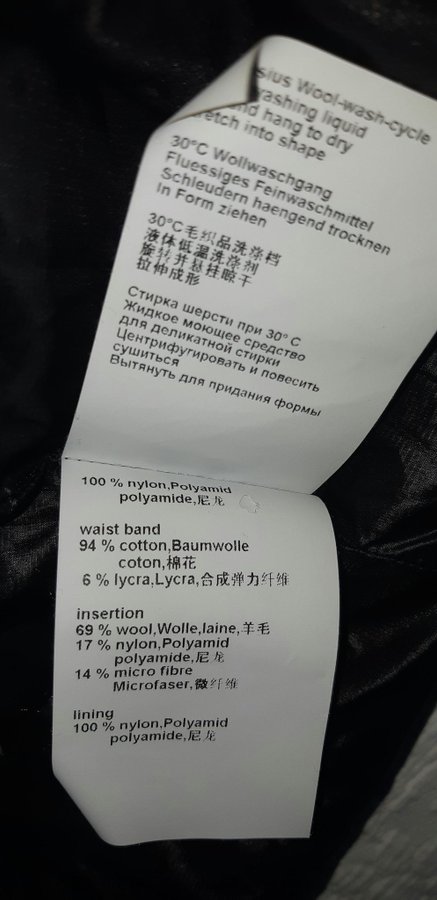 sius Wool-wash-cycle
washing liquid
nd hang to dry
retch into shape
30°C Wollwaschgang
Fluessiges Feinwaschmittel
Schleudern haengend trocknen
In Form ziehen
30°C毛织品洗涤档
液体低温洗涤剂
旋转并悬挂晾干
拉伸成形
Стирка шерсти при 30° C
Жидкое моющее средство
для деликатной стирки
Центрифугировать и повесить
сушиться
Вытянуть для придания формы
100 % nylon,Polyamid
polyamide,尼龙
waist band
94 % cotton,Baumwolle
coton,棉花
6 % lycra,Lycra,合成弹力纤维
insertion
69 % wool,Wolle,laine,羊毛
17 % nylon,Polyamid
polyamide,尼龙
14 % micro fibre
Microfaser,微纤维
lining
100 % nylon,Polyamid
polyamide,尼龙